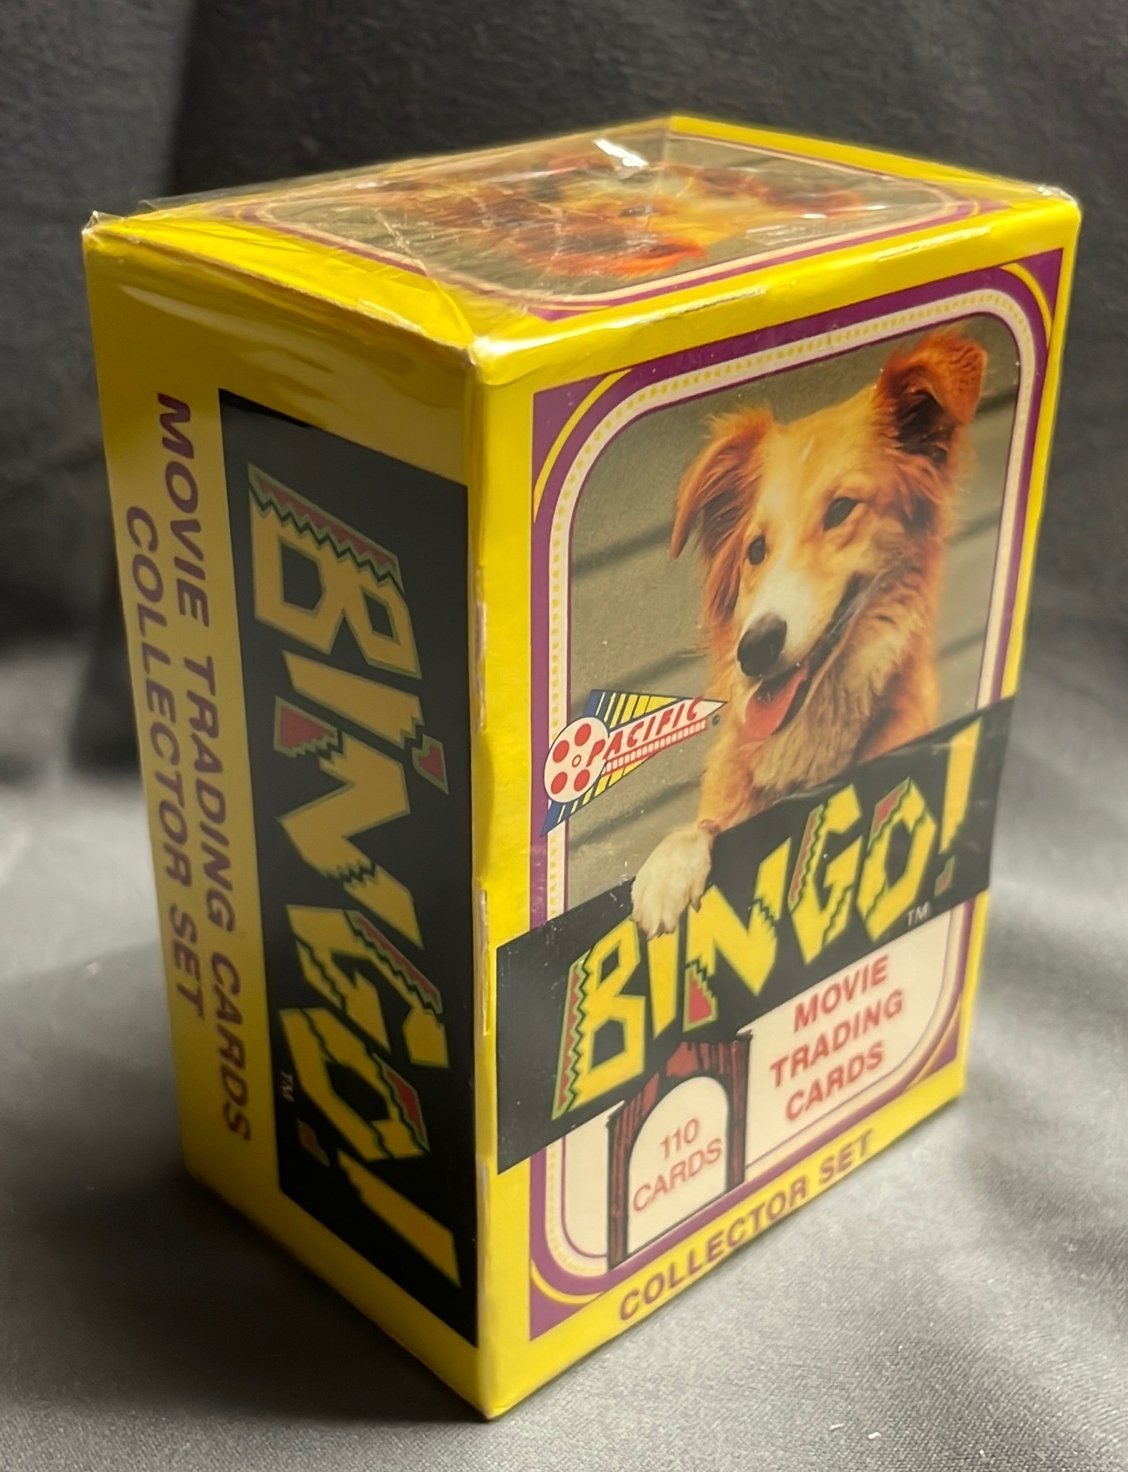 MOVIE TRADING CARDS
COLLECTOR SET
BINGO!
TM
PACIFIC
BINGO!
TM
MOVIE
TRADING
CARDS
110
CARDS
COLLECTOR SET